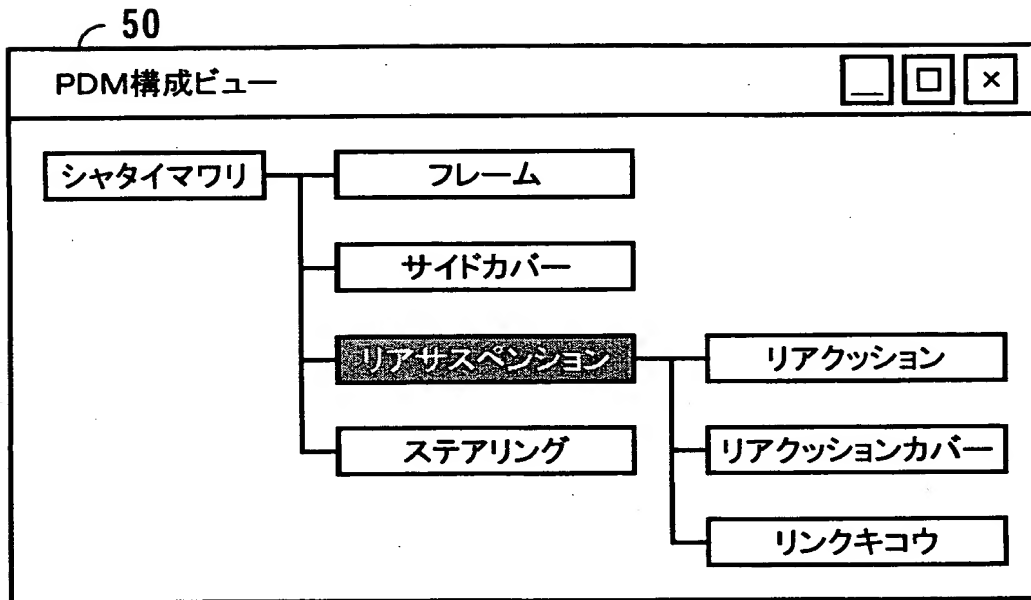 50
PDM構成ビュー
シャタイマワリ
フレーム
サイドカバー
リアサスペンション
リアクッション
ステアリング
リアクッションカバー
リンクキコウ